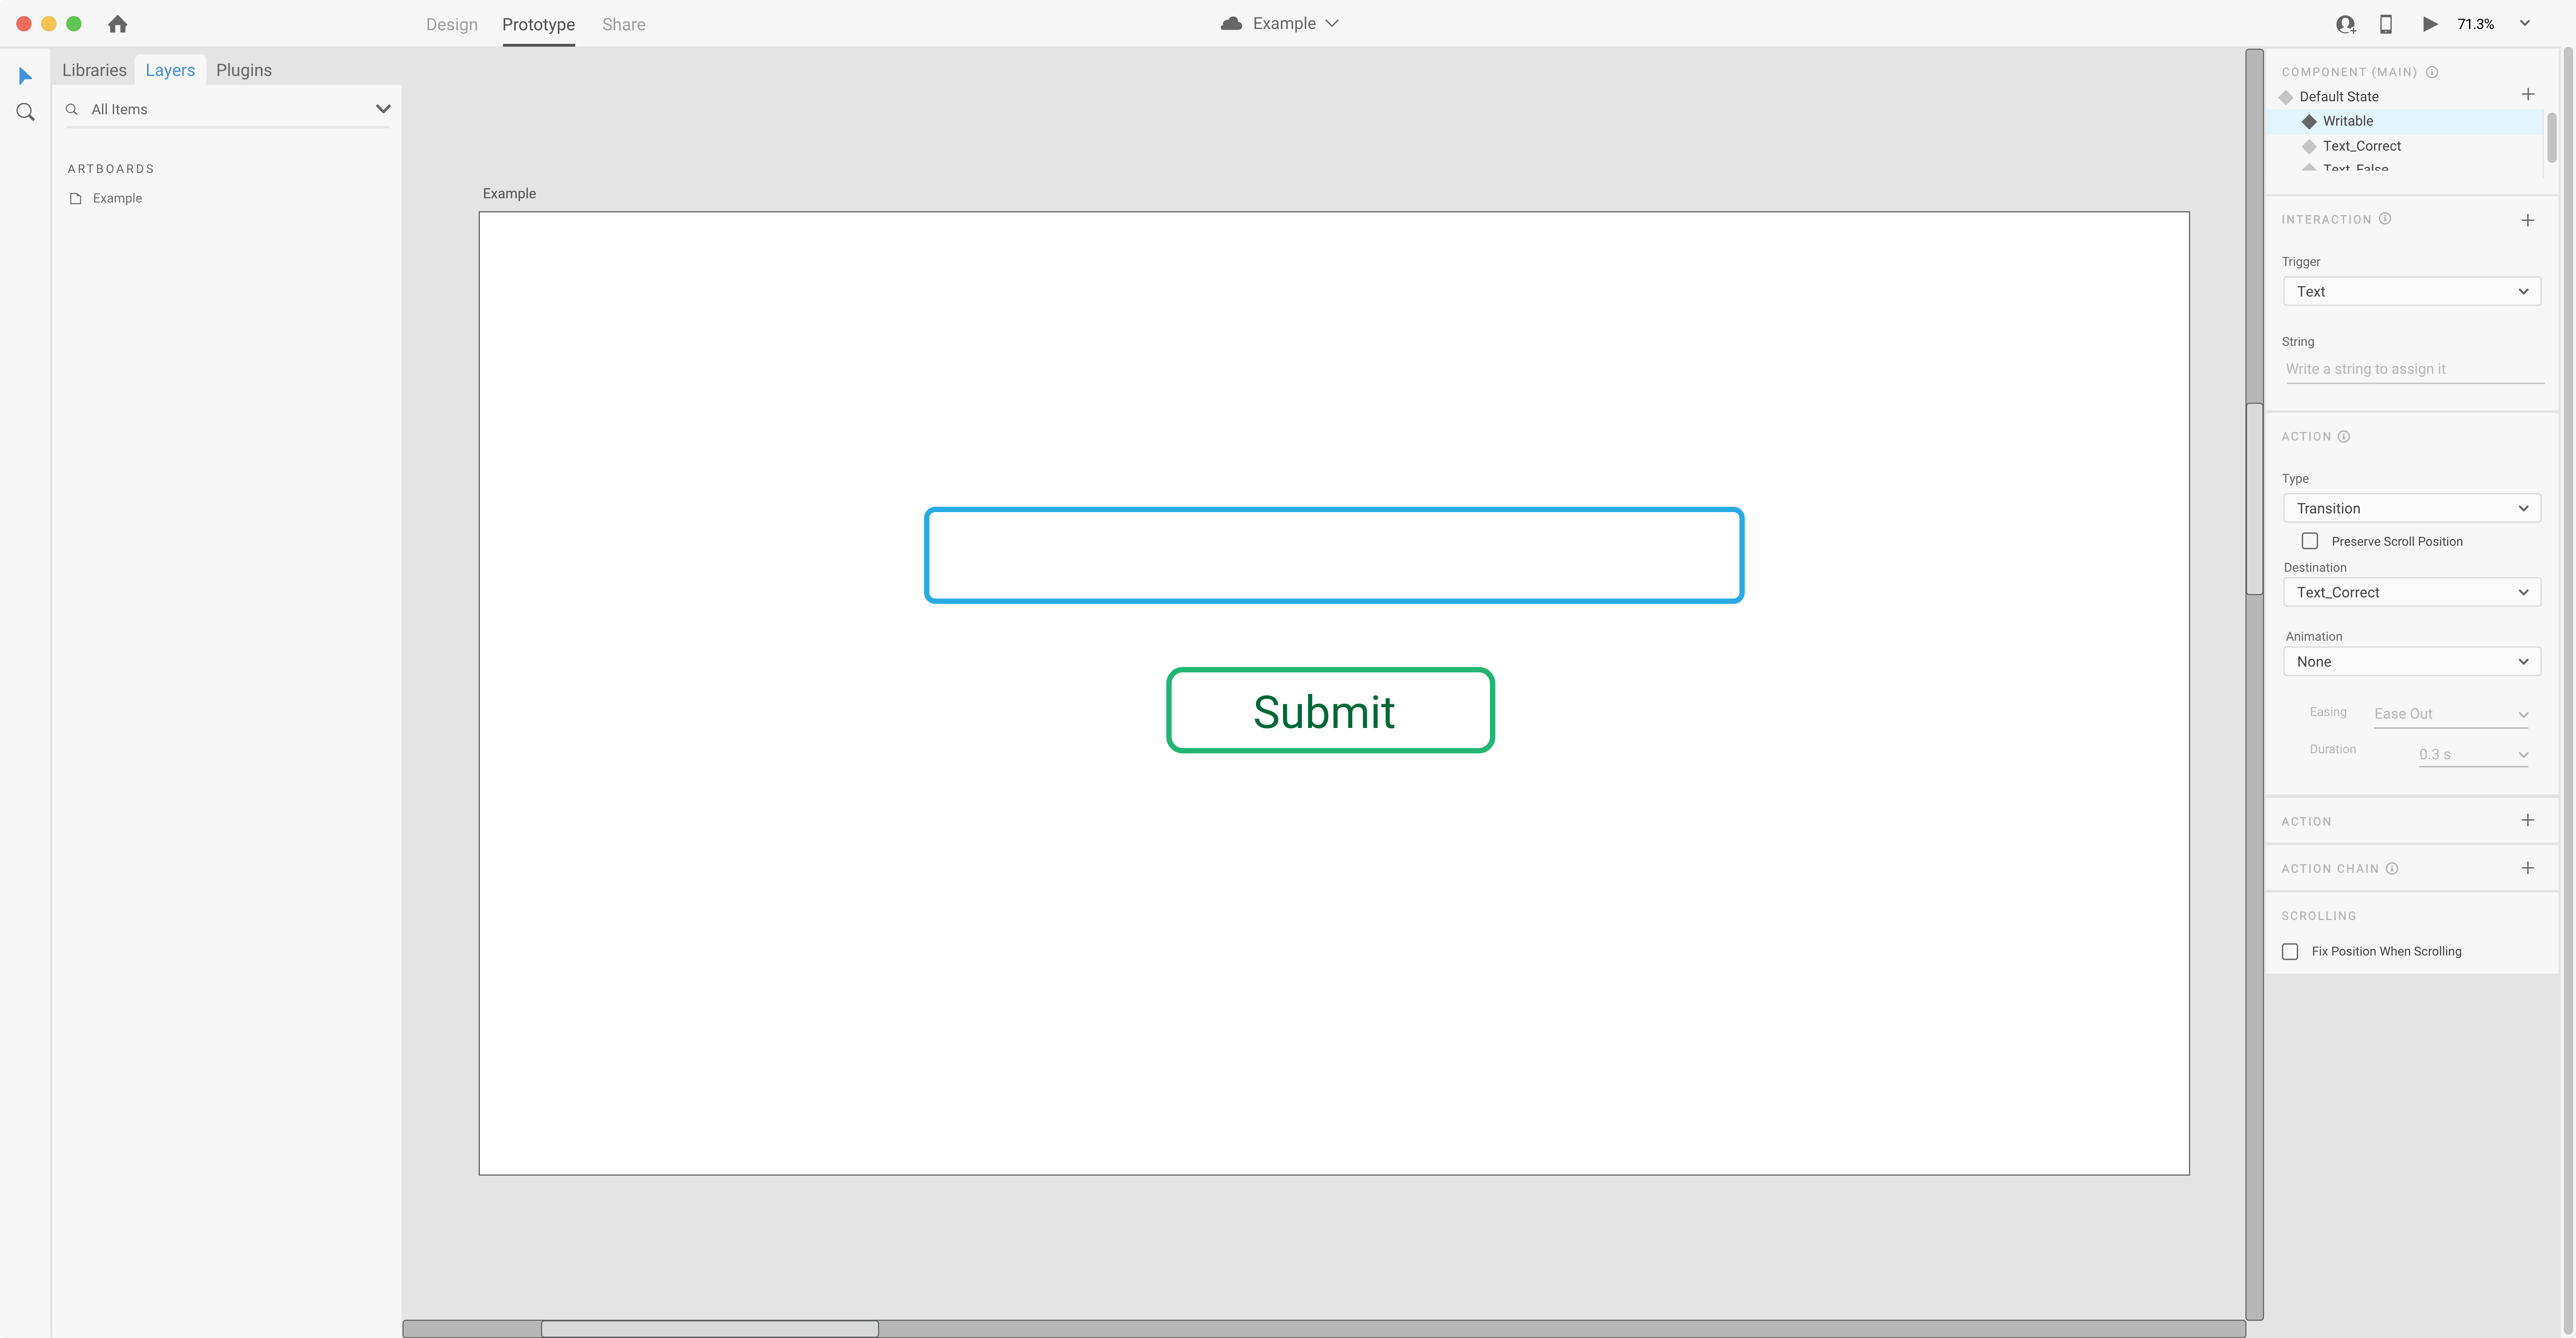 Design Prototype Share
Example
71.3%
Libraries Layers Plugins
All Items
ARTBOARDS
Example
Example
Submit
COMPONENT (MAIN)
Default State
Writable
Text_Correct
Text_False
INTERACTION
Trigger
Text
String
Write a string to assign it
ACTION
Type
Transition
Preserve Scroll Position
Destination
Text_Correct
Animation
None
Easing Ease Out
Duration 0.3 s
ACTION
ACTION CHAIN
SCROLLING
Fix Position When Scrolling